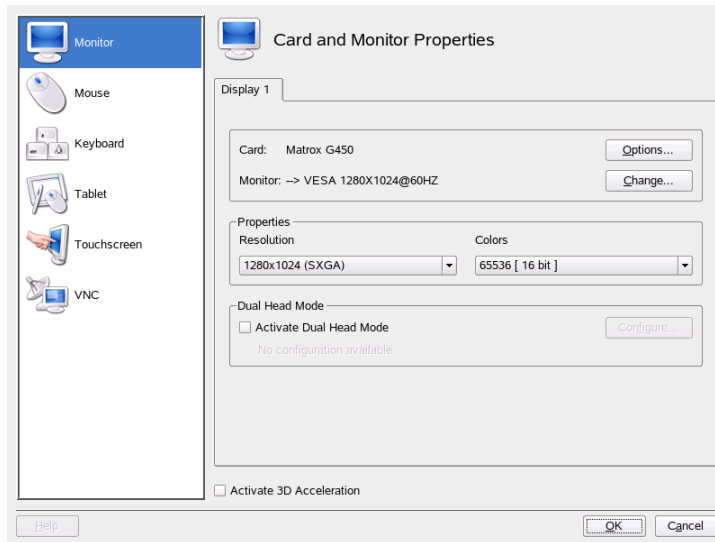 Monitor
Mouse
Keyboard
Tablet
Touchscreen
VNC
Card and Monitor Properties
Display 1
Card: Matrox G450
Options...
Monitor: --> VESA 1280X1024@60HZ
Change...
Properties
Resolution Colors
1280x1024 (SXGA) 65536 [ 16 bit ]
Dual Head Mode
Activate Dual Head Mode
Configure...
No configuration available
Activate 3D Acceleration
Help OK Cancel